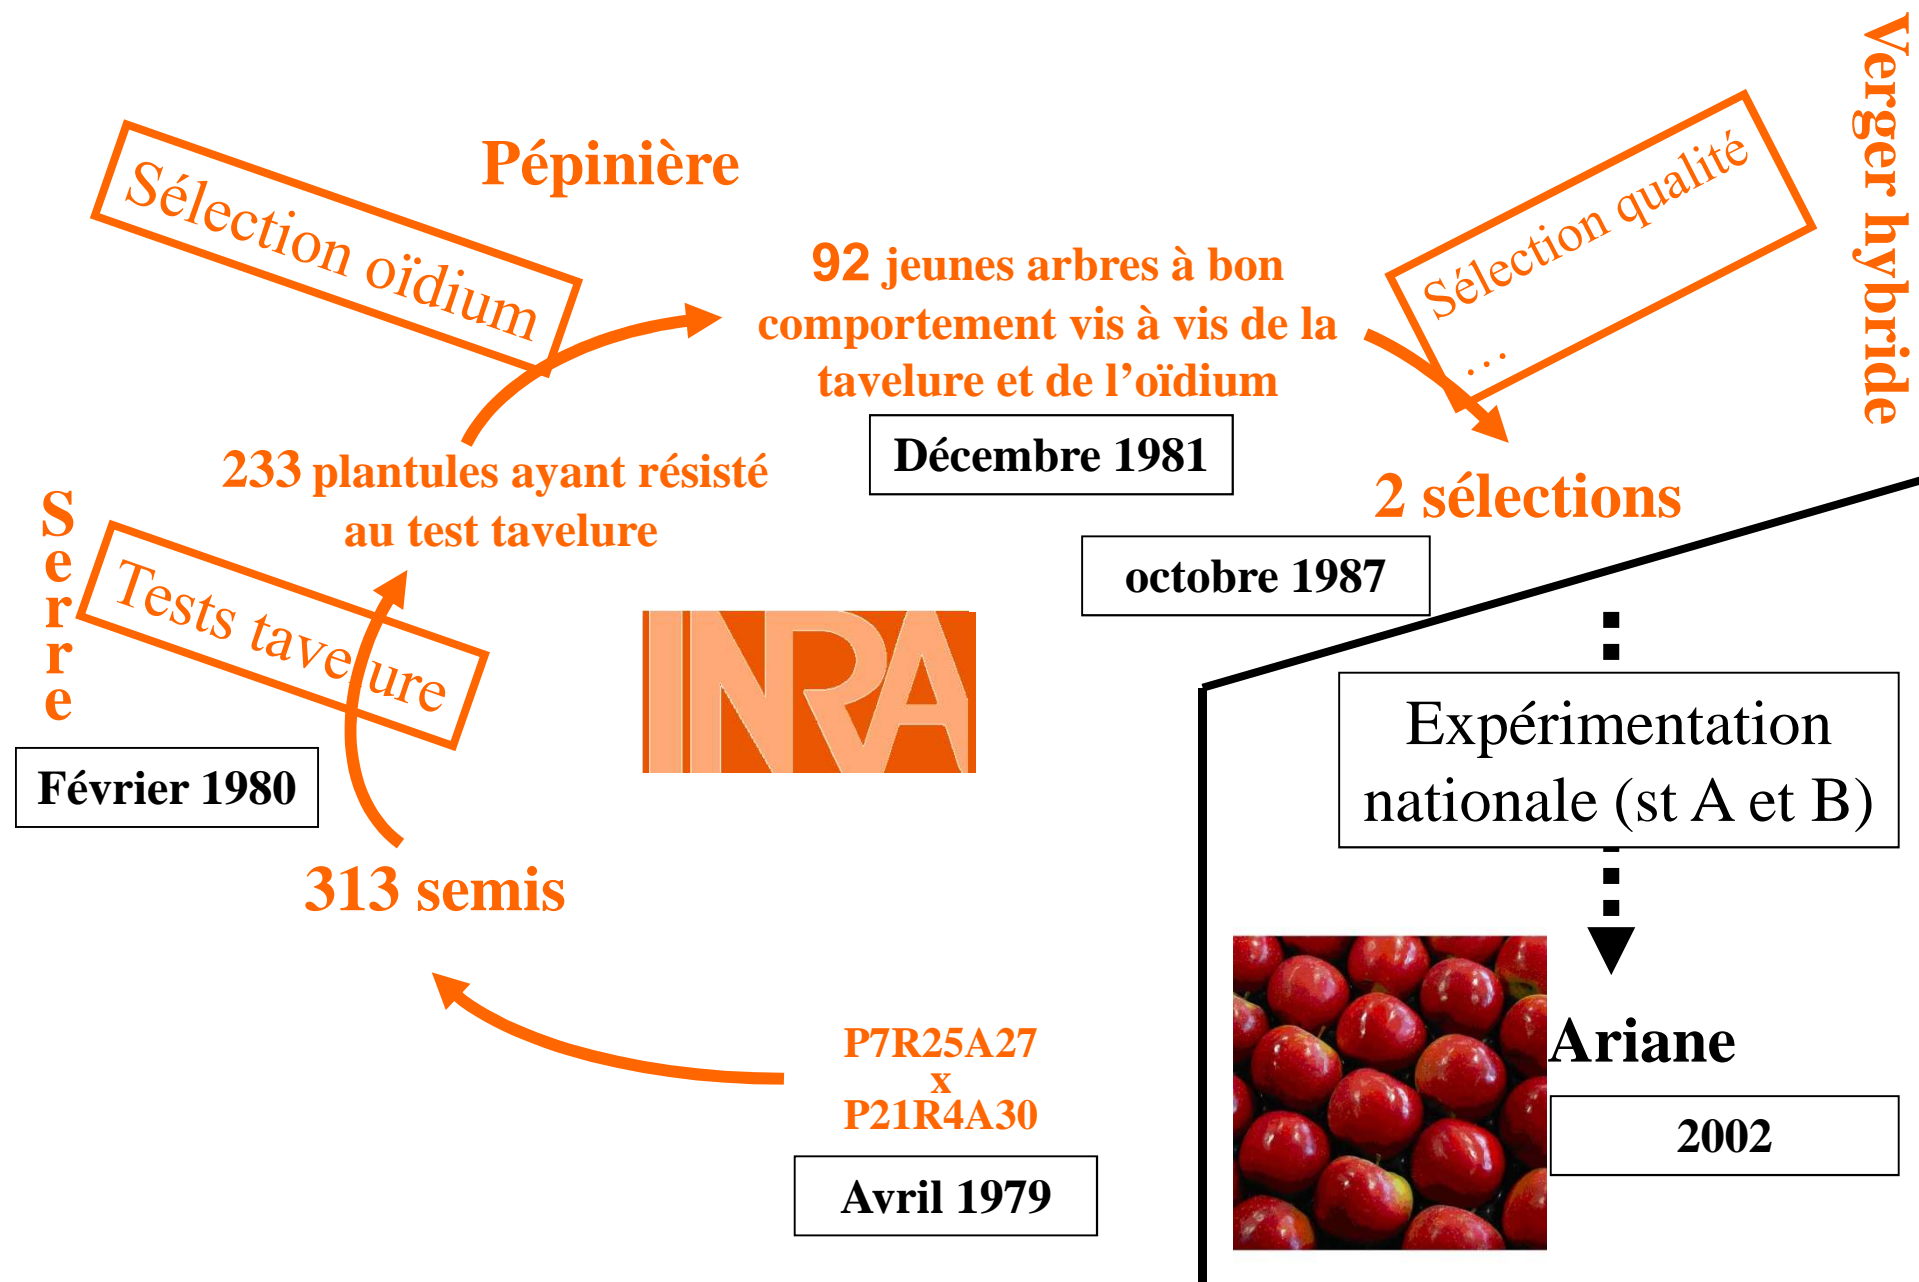 Verger hybride
Pépinière
Sélection oïdium
Sélection qualité
…
92 jeunes arbres à bon
comportement vis à vis de la
tavelure et de l’oïdium
Décembre 1981
233 plantules ayant résisté
au test tavelure
2 sélections
octobre 1987
Serre
Tests tavelure
INRA
Février 1980
Expérimentation
nationale (st A et B)
313 semis
P7R25A27
x
P21R4A30
Avril 1979
Ariane
2002